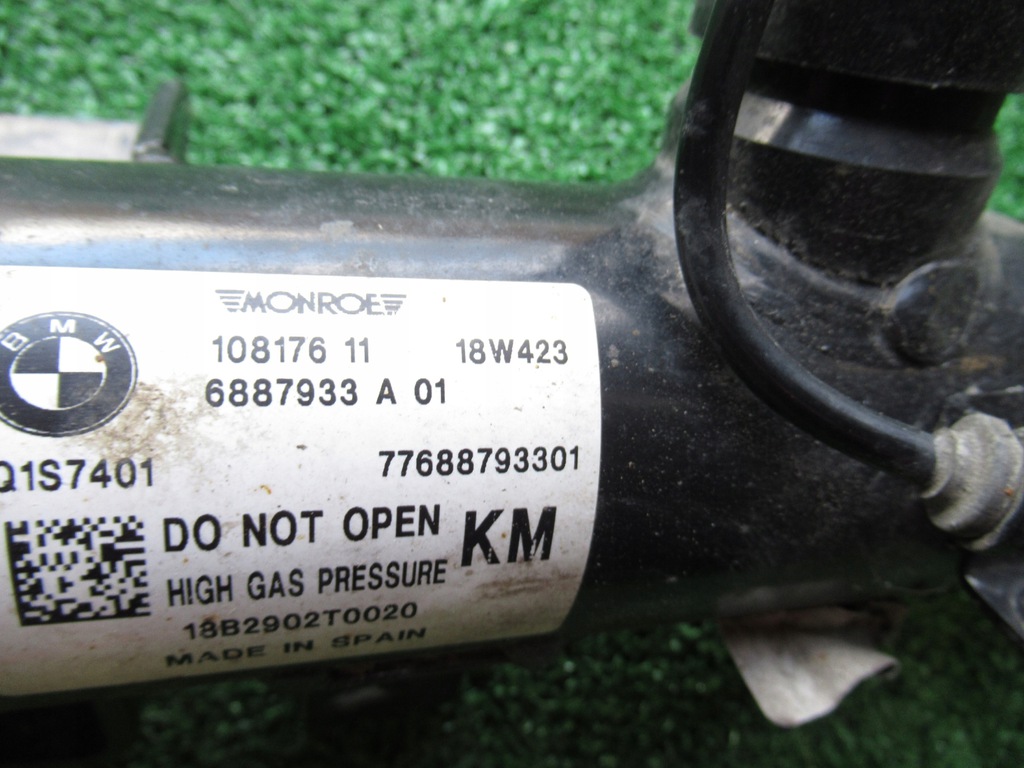 MONROE
BMW
108176 11 18W423
6887933 A 01
Q1S7401 77688793301
DO NOT OPEN KM
HIGH GAS PRESSURE
18B2902T0020
MADE IN SPAIN